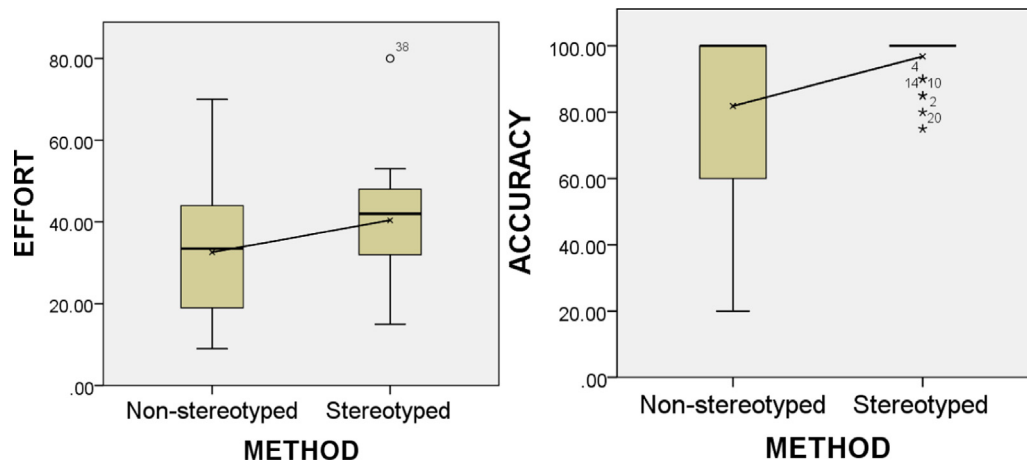 EFFORT
80.00
60.00
40.00
20.00
.00
38
Non-stereotyped Stereotyped
METHOD
ACCURACY
100.00
80.00
60.00
40.00
20.00
.00
4
14 10
2
20
Non-stereotyped Stereotyped
METHOD